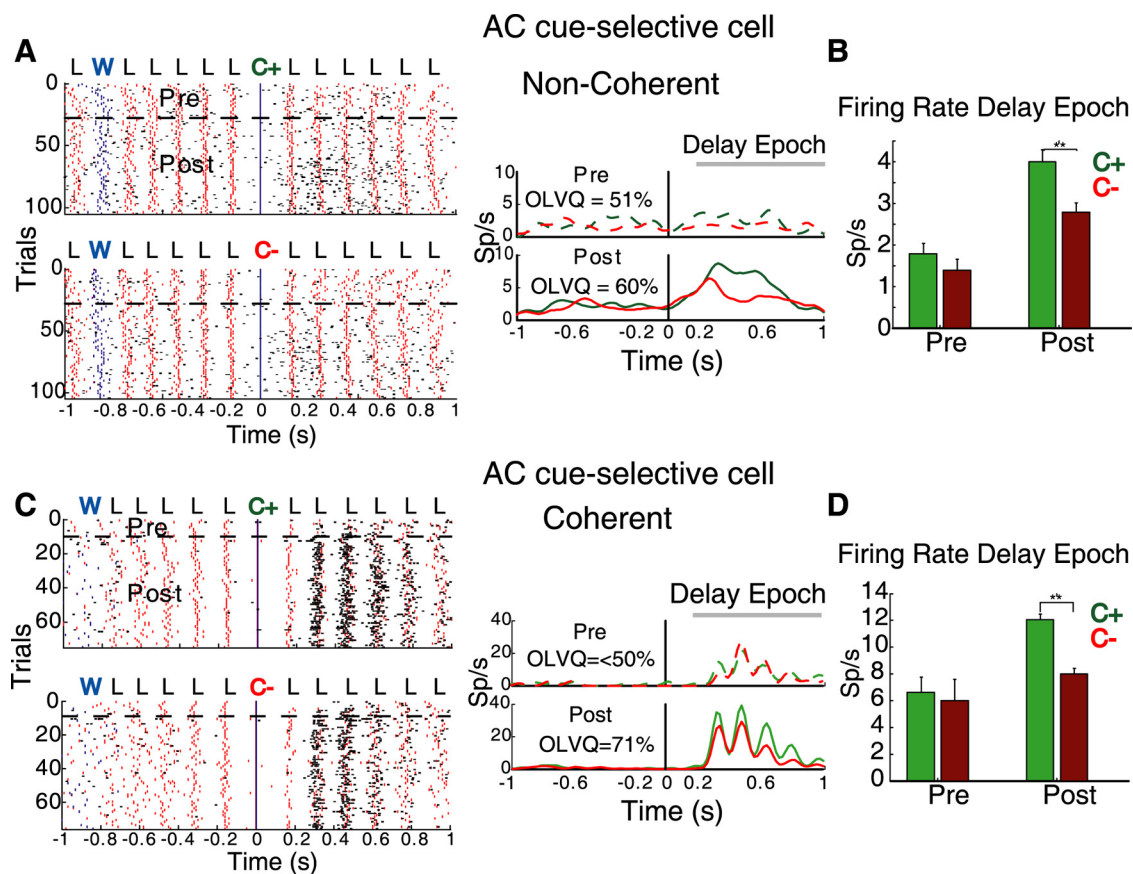 AC cue-selective cell
Non-Coherent
A
L W L L L L L C+ L L L L L L
Pre
Post
0
50
100
L W L L L L L C- L L L L L L
0
50
100
Trials
-1 -0.8 -0.6 -0.4 -0.2 0 0.2 0.4 0.6 0.8 1
Time (s)
Delay Epoch
Pre
OLVQ = 51%
10
5
0
Post
OLVQ = 60%
10
5
0
Sp/s
-1 -0.6 0 0.2 0.6 1
Time (s)
B
Firing Rate Delay Epoch
**
C+
C-
4
3
2
1
0
Sp/s
Pre Post
AC cue-selective cell
Coherent
C
W L L L L L C+ L L L L L L
Pre
Post
0
20
40
60
W L L L L L C- L L L L L L
0
20
40
60
Trials
-1 -0.8 -0.6 -0.4 -0.2 0 0.2 0.4 0.6 0.8 1
Time (s)
Delay Epoch
Pre
OLVQ=<50%
40
20
0
Post
OLVQ=71%
40
20
0
Sp/s
-1 -0.6 0 0.2 0.6 1
Time (s)
D
Firing Rate Delay Epoch
**
C+
C-
14
12
10
8
6
4
2
0
Sp/s
Pre Post